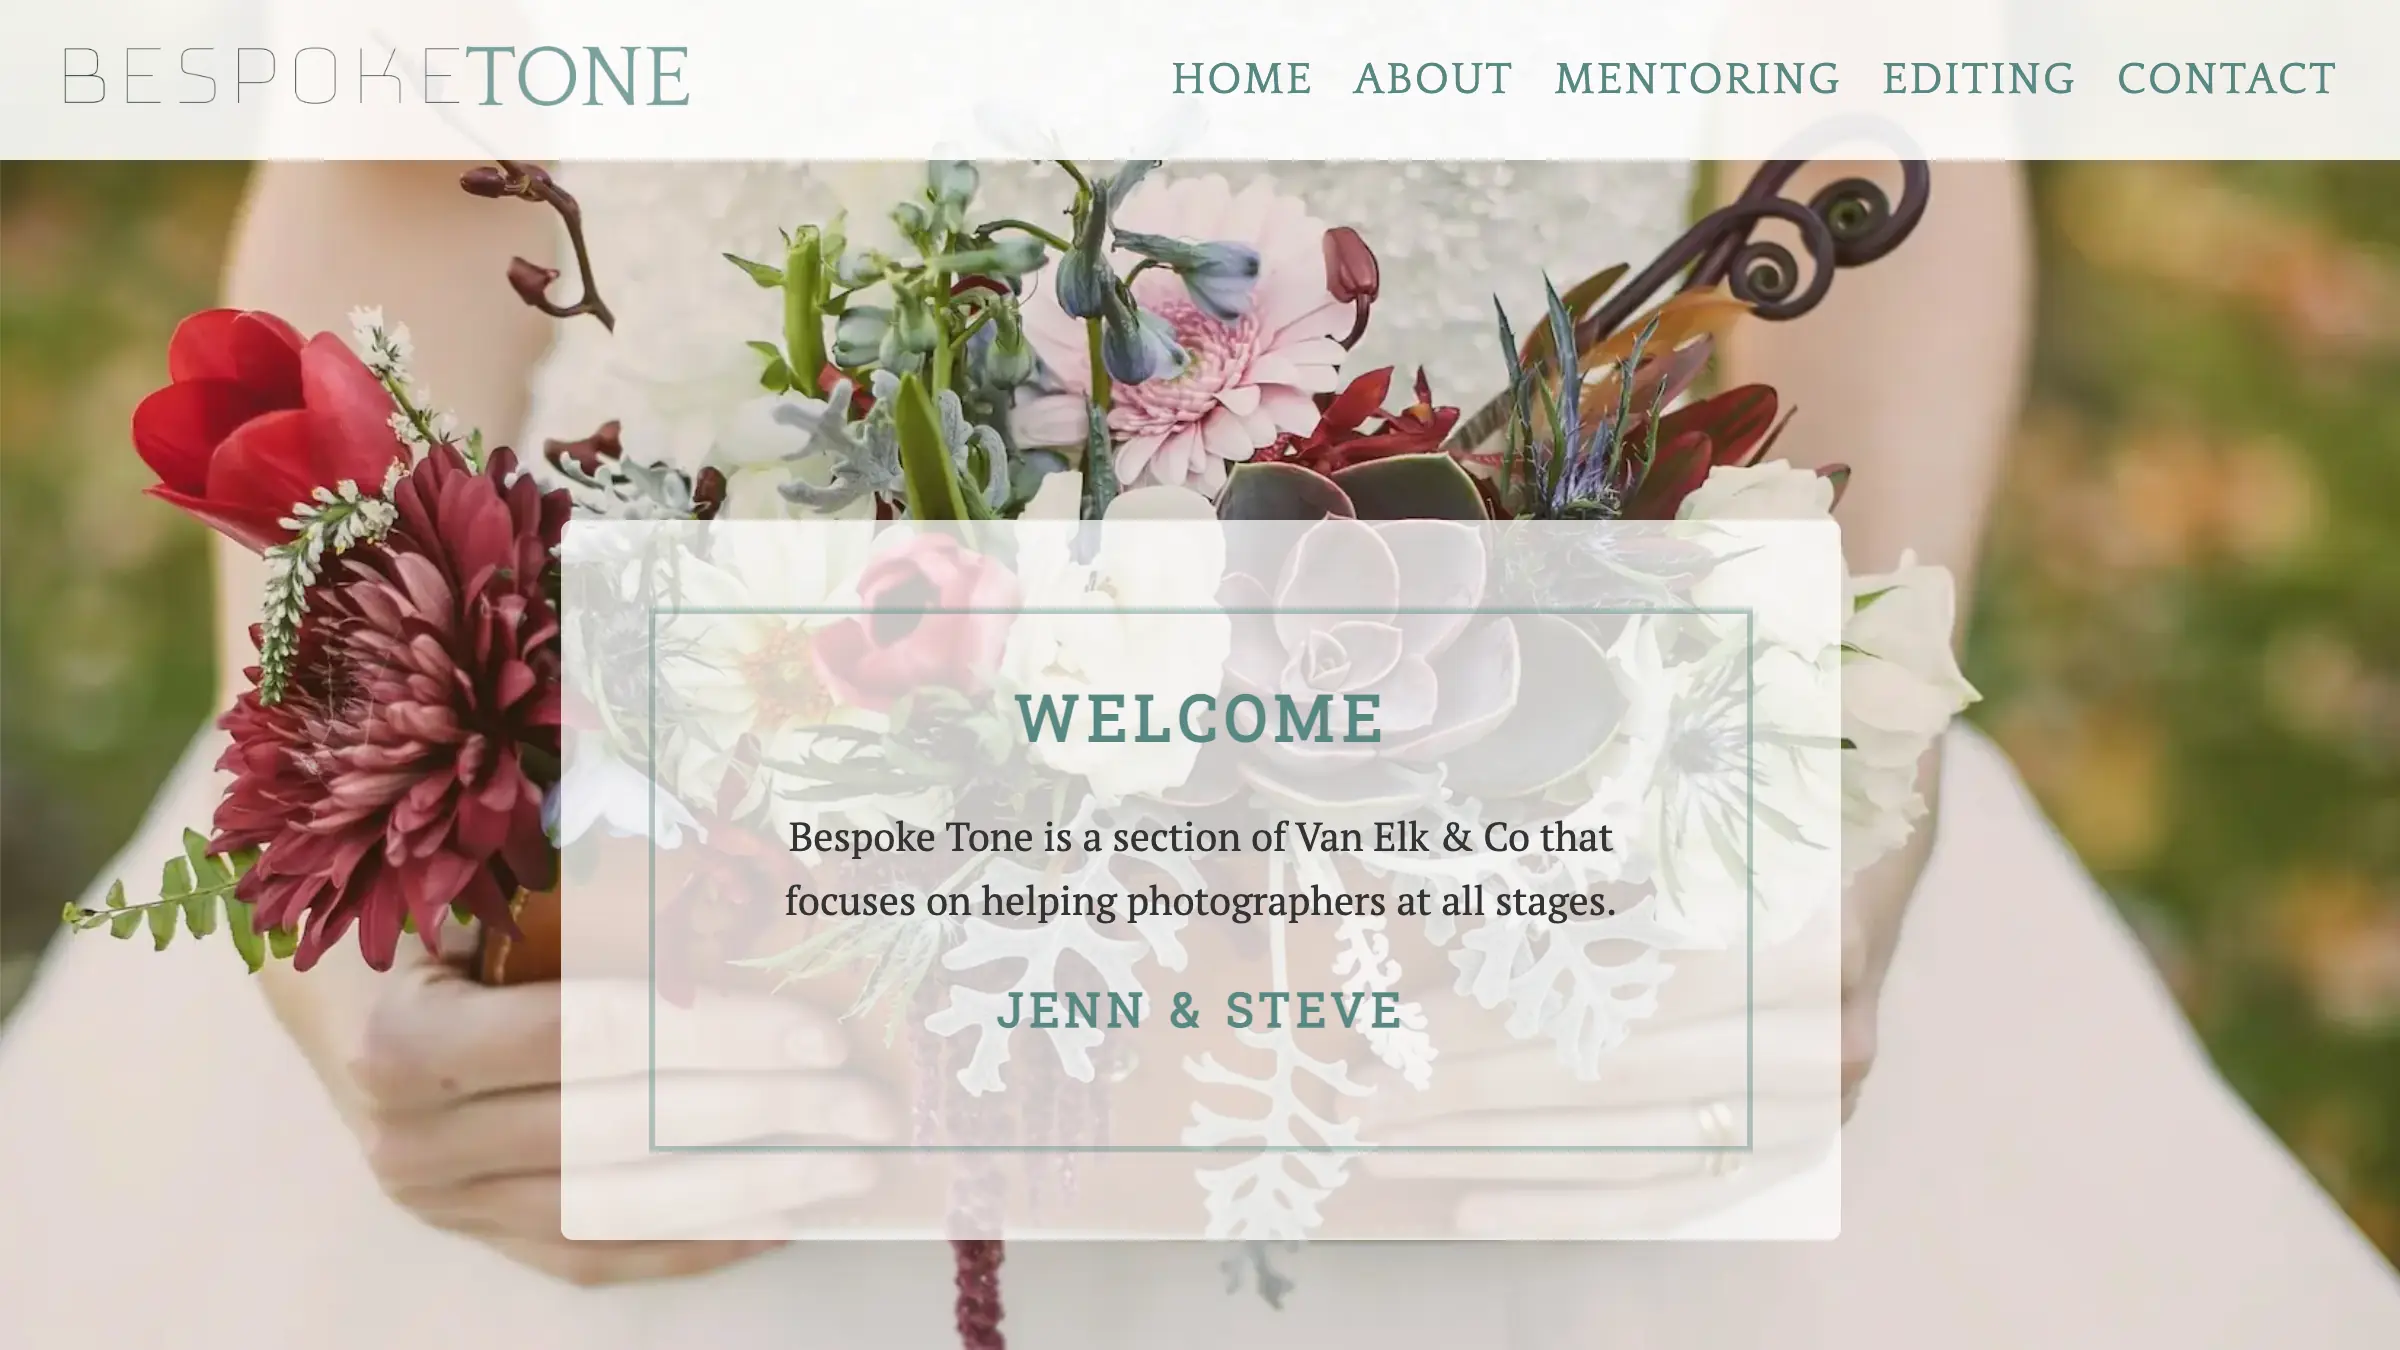 BESPOKETONE
HOME ABOUT MENTORING EDITING CONTACT
WELCOME
Bespoke Tone is a section of Van Elk & Co that
focuses on helping photographers at all stages.
JENN & STEVE